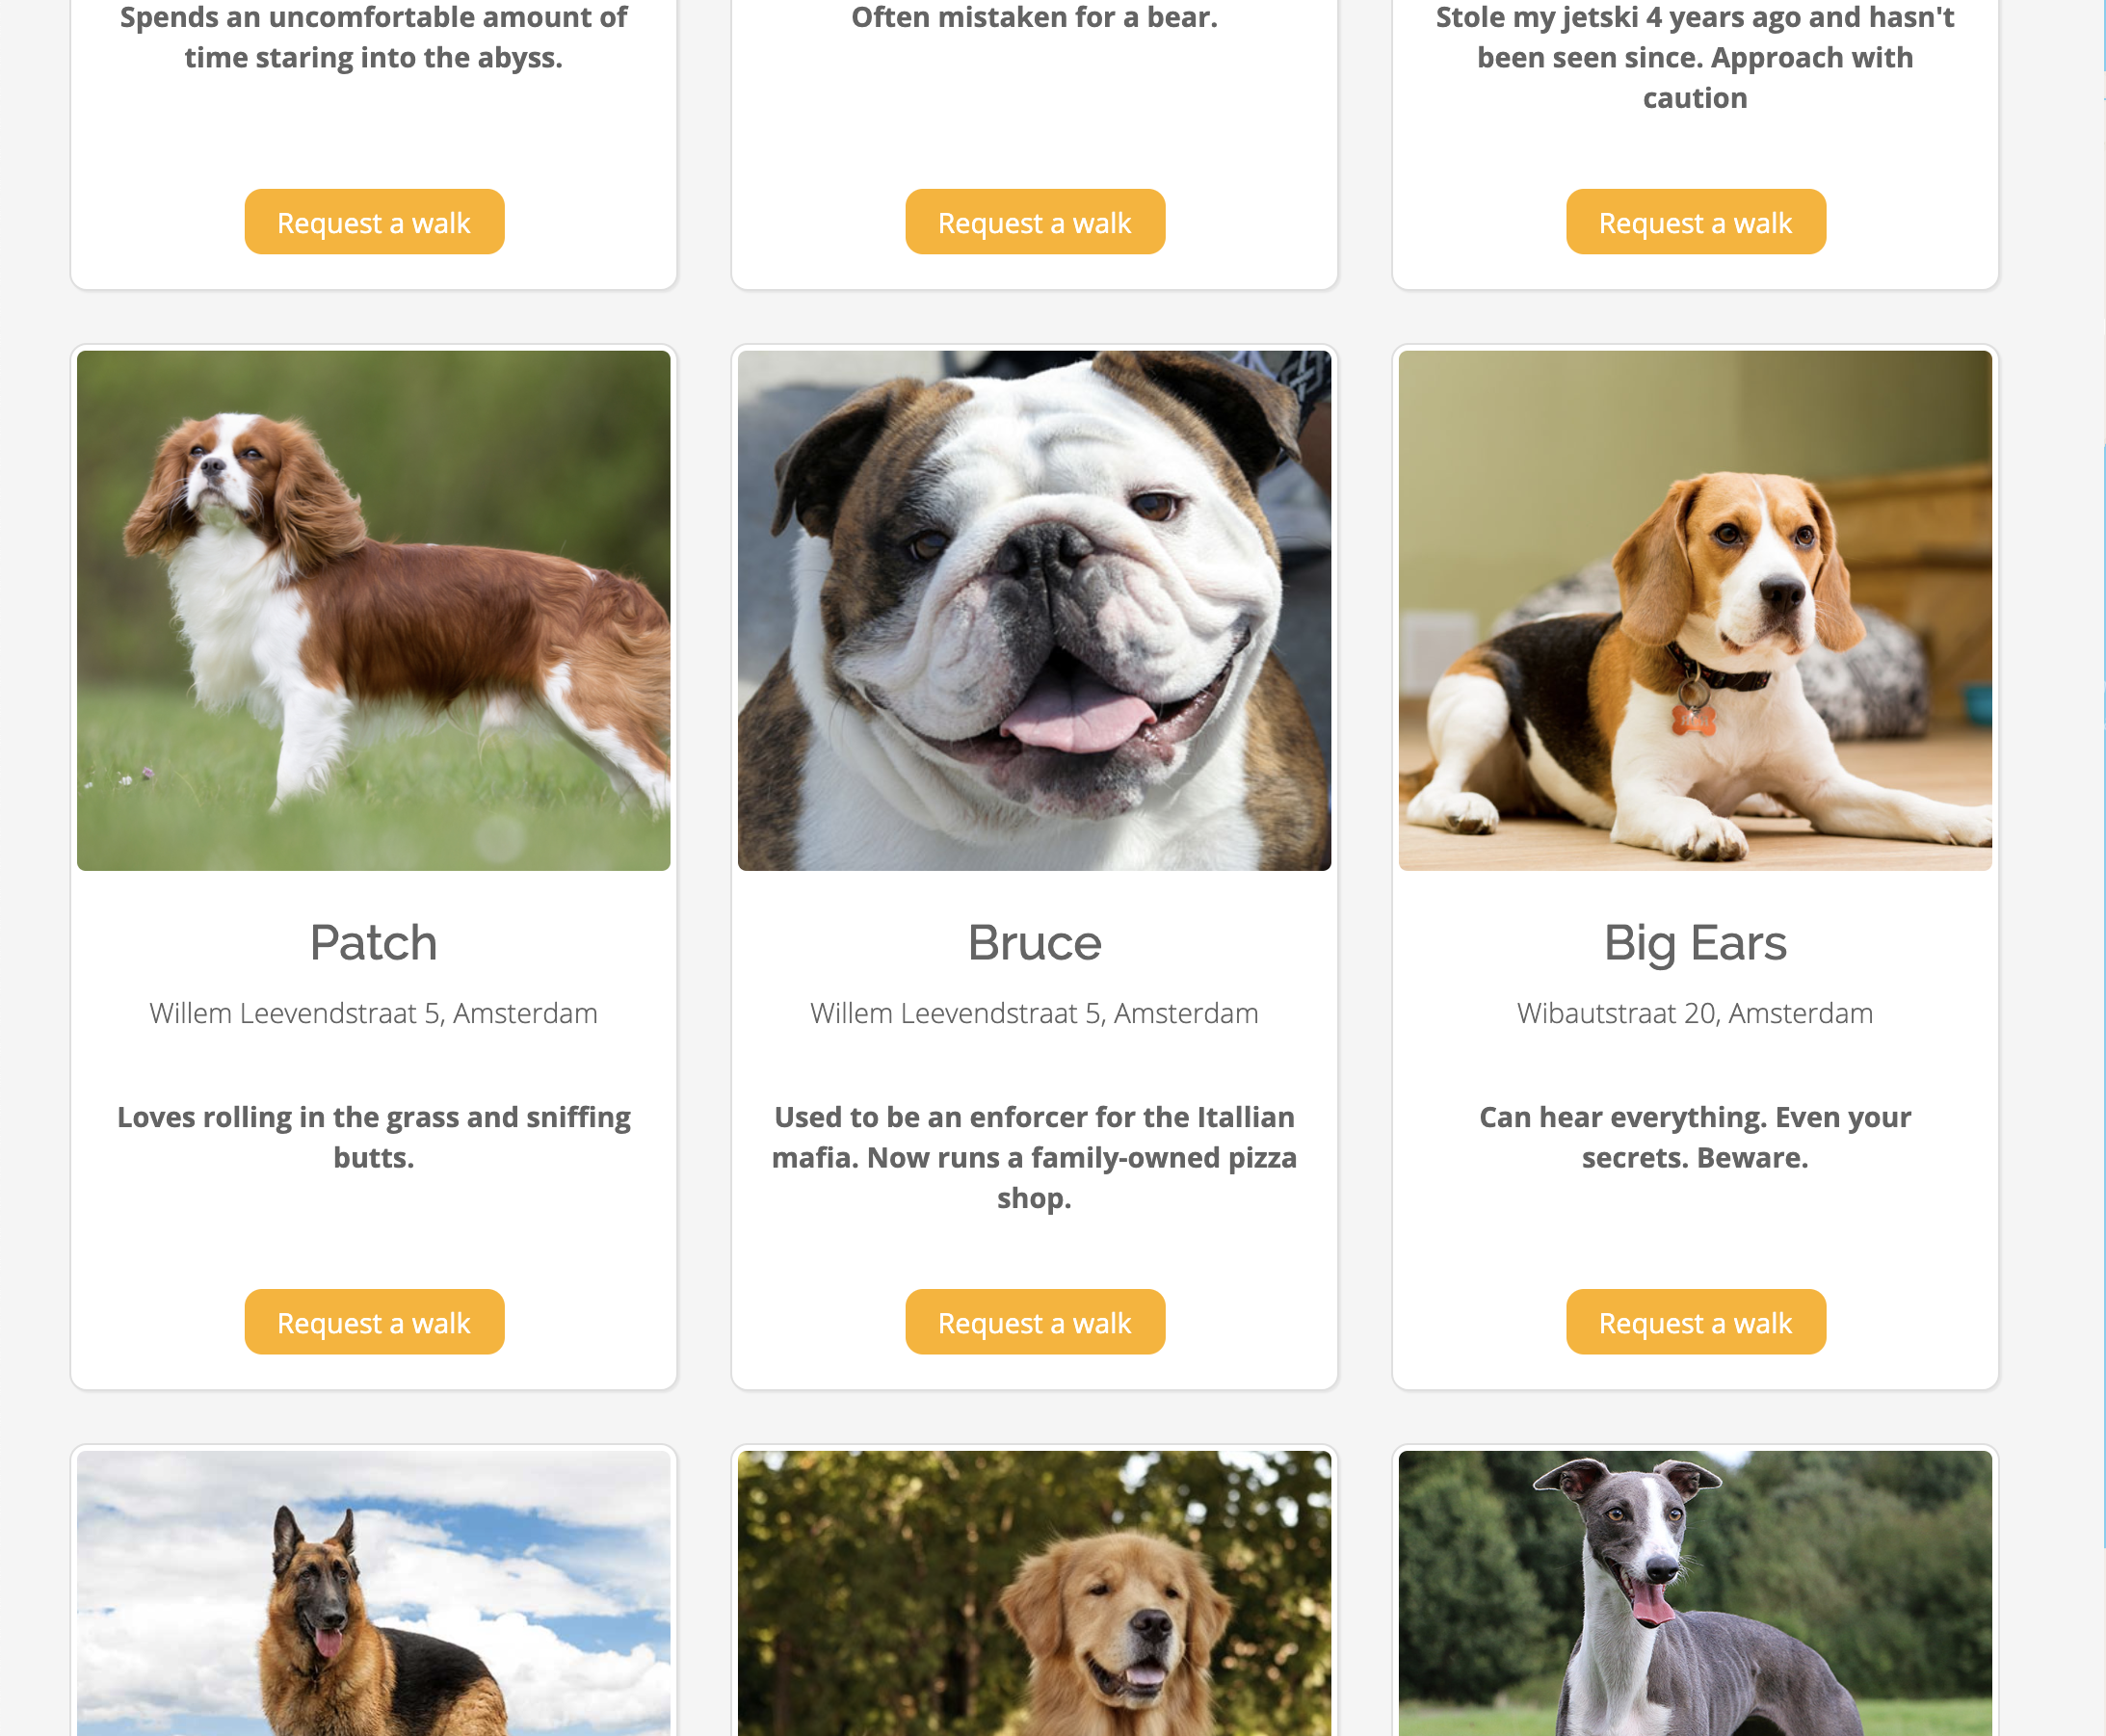 Spends an uncomfortable amount of
time staring into the abyss.
Request a walk
Often mistaken for a bear.
Request a walk
Stole my jetski 4 years ago and hasn't
been seen since. Approach with
caution
Request a walk
Patch
Willem Leevendstraat 5, Amsterdam
Loves rolling in the grass and sniffing
butts.
Request a walk
Bruce
Willem Leevendstraat 5, Amsterdam
Used to be an enforcer for the Itallian
mafia. Now runs a family-owned pizza
shop.
Request a walk
Big Ears
Wibautstraat 20, Amsterdam
Can hear everything. Even your
secrets. Beware.
Request a walk